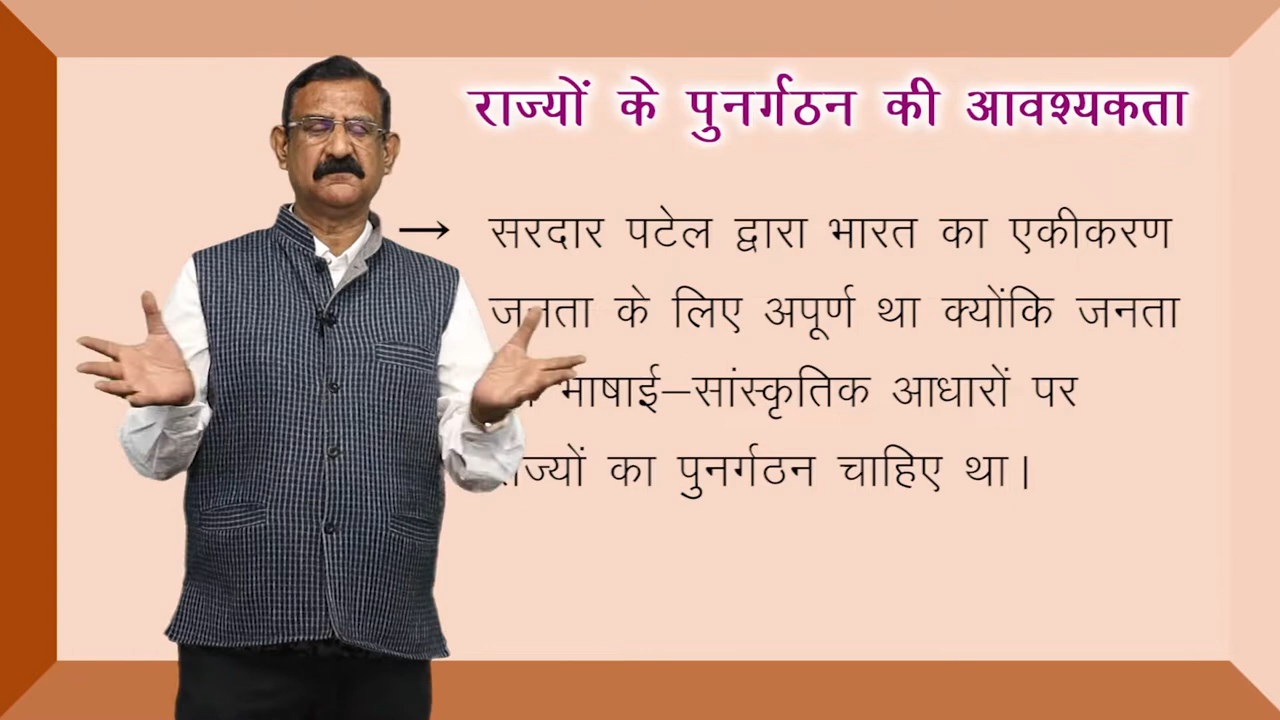 राज्यों के पुनर्गठन की आवश्यकता
→ सरदार पटेल द्वारा भारत का एकीकरण
जनता के लिए अपूर्ण था क्योंकि जनता
भाषाई–सांस्कृतिक आधारों पर
राज्यों का पुनर्गठन चाहिए था।